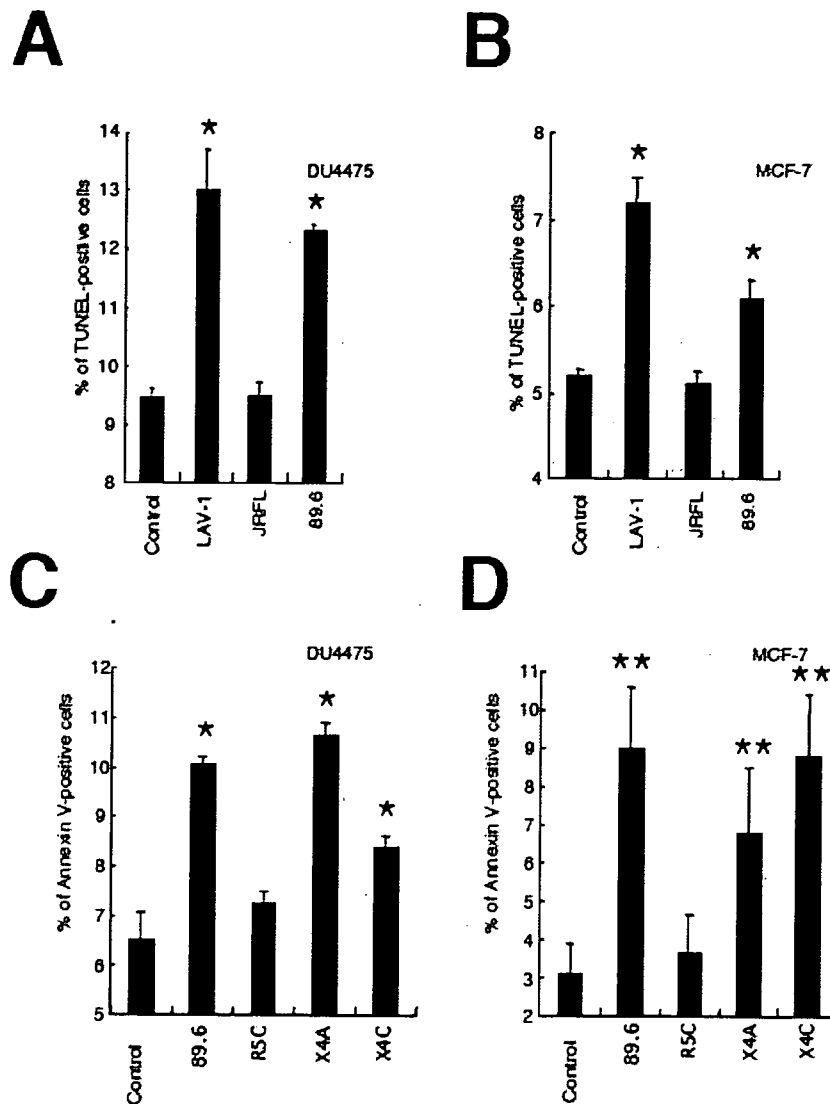 A
% of TUNEL-positive cells
14
13
12
11
10
9
8
DU4475
★
★
Control
LAV-1
JRFL
89.6
B
% of TUNEL-positive cells
8
7
6
5
4
MCF-7
★
★
Control
LAV-1
JRFL
89.6
C
% of Annexin V-positive cells
12
11
10
9
8
7
6
5
DU4475
★
★
★
Control
89.6
R5C
X4A
X4C
D
% of Annexin V-positive cells
11
10
9
8
7
6
5
4
3
2
MCF-7
★★
★★
★★
Control
89.6
R5C
X4A
X4C